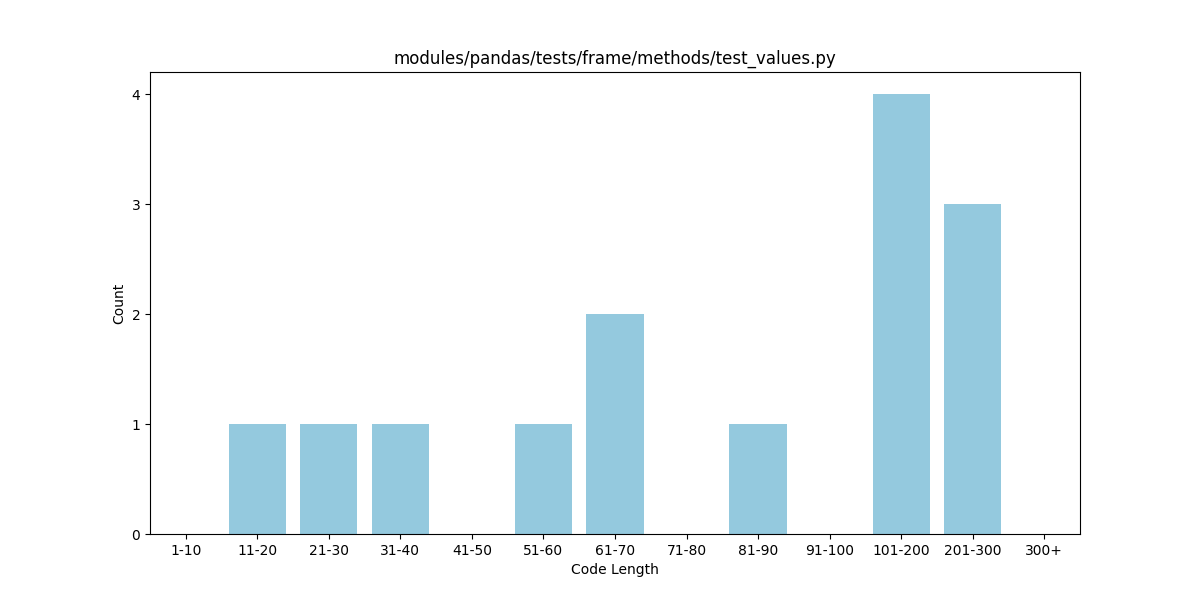 modules/pandas/tests/frame/methods/test_values.py
4
3
2
1
0
Count
1-10 11-20 21-30 31-40 41-50 51-60 61-70 71-80 81-90 91-100 101-200 201-300 300+
Code Length